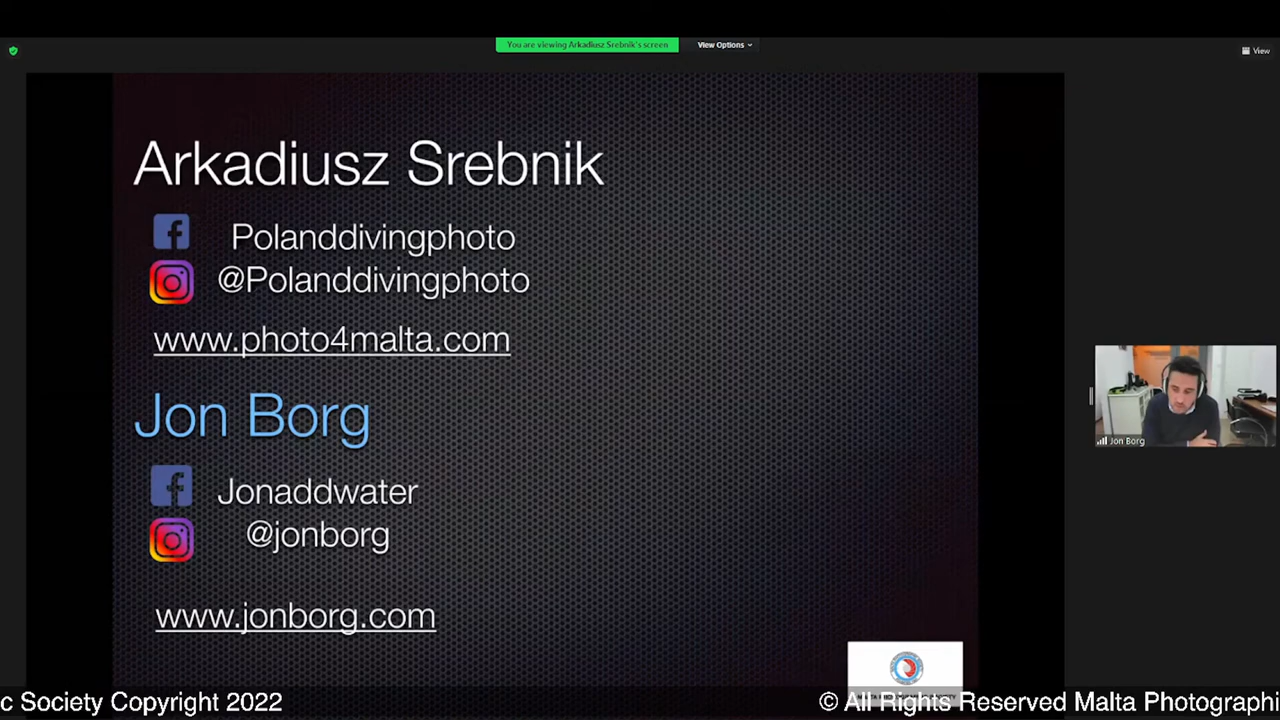 You are viewing Arkadiusz Srebnik's screen
View Options
View
Arkadiusz Srebnik
Polanddivingphoto
@Polanddivingphoto
www.photo4malta.com
Jon Borg
Jonaddwater
@jonborg
www.jonborg.com
Jon Borg
c Society Copyright 2022
© All Rights Reserved Malta Photographi